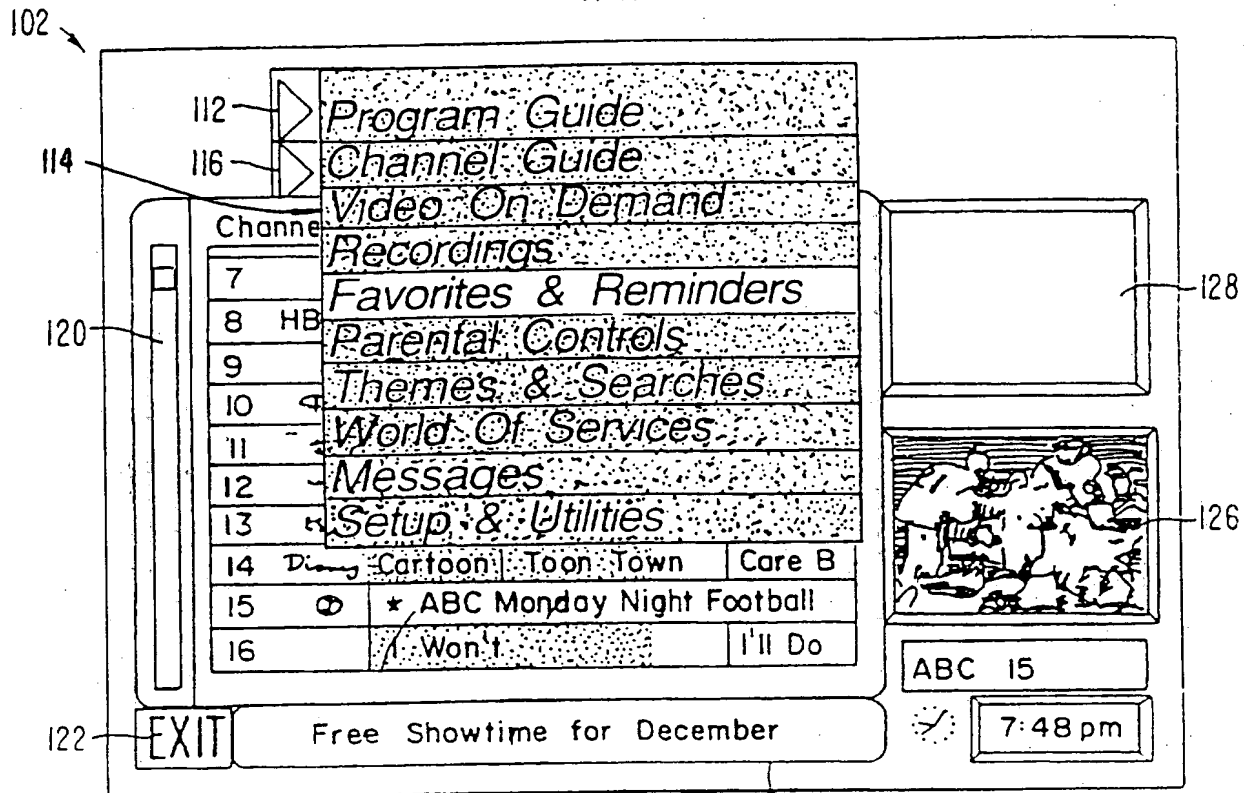 102
112
Program Guide
116
Channel Guide
114
Video On Demand
Channe
Recordings
7
Favorites & Reminders
128
8 HB
120
Parental Controls
9
Themes & Searches
10
World Of Services
11
Messages
12
Setup & Utilities
13
126
14 Disney Cartoon Toon Town Care B
15 ★ ABC Monday Night Football
16 I Won't I'll Do
ABC 15
122
EXIT
Free Showtime for December
7:48 pm